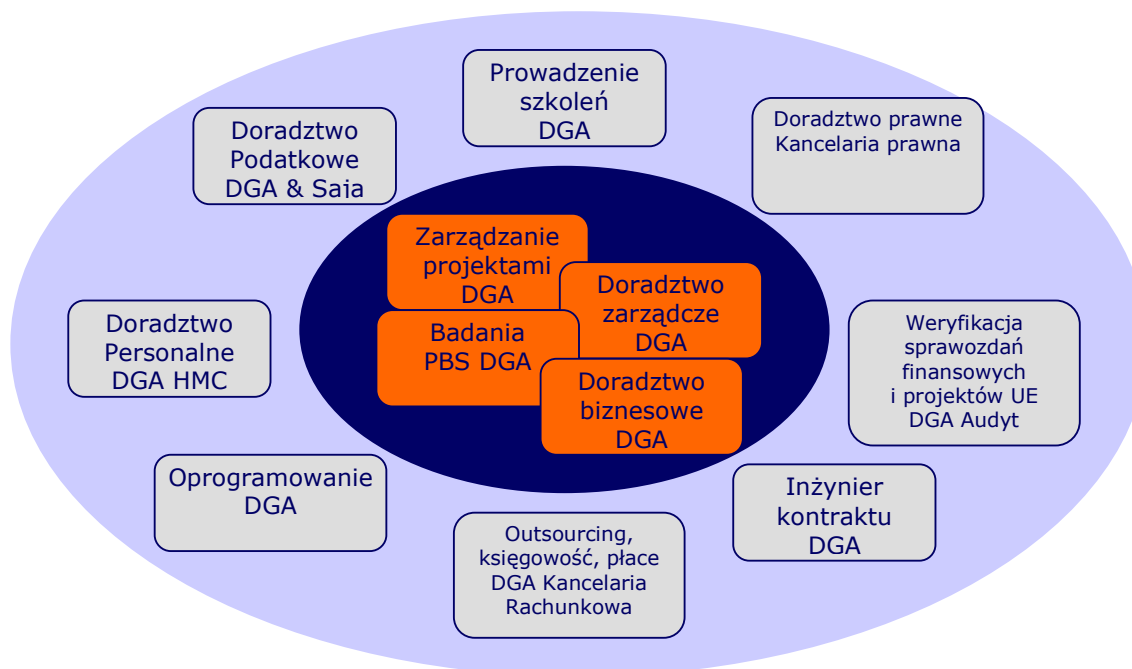 Prowadzenie
szkoleń
DGA
Doradztwo
Podatkowe
DGA & Saja
Doradztwo prawne
Kancelaria prawna
Zarządzanie
projektami
DGA
Doradztwo
zarządcze
DGA
Badania
PBS DGA
Doradztwo
biznesowe
DGA
Doradztwo
Personalne
DGA HMC
Weryfikacja
sprawozdań
finansowych
i projektów UE
DGA Audyt
Oprogramowanie
DGA
Inżynier
kontraktu
DGA
Outsourcing,
księgowość, płace
DGA Kancelaria
Rachunkowa